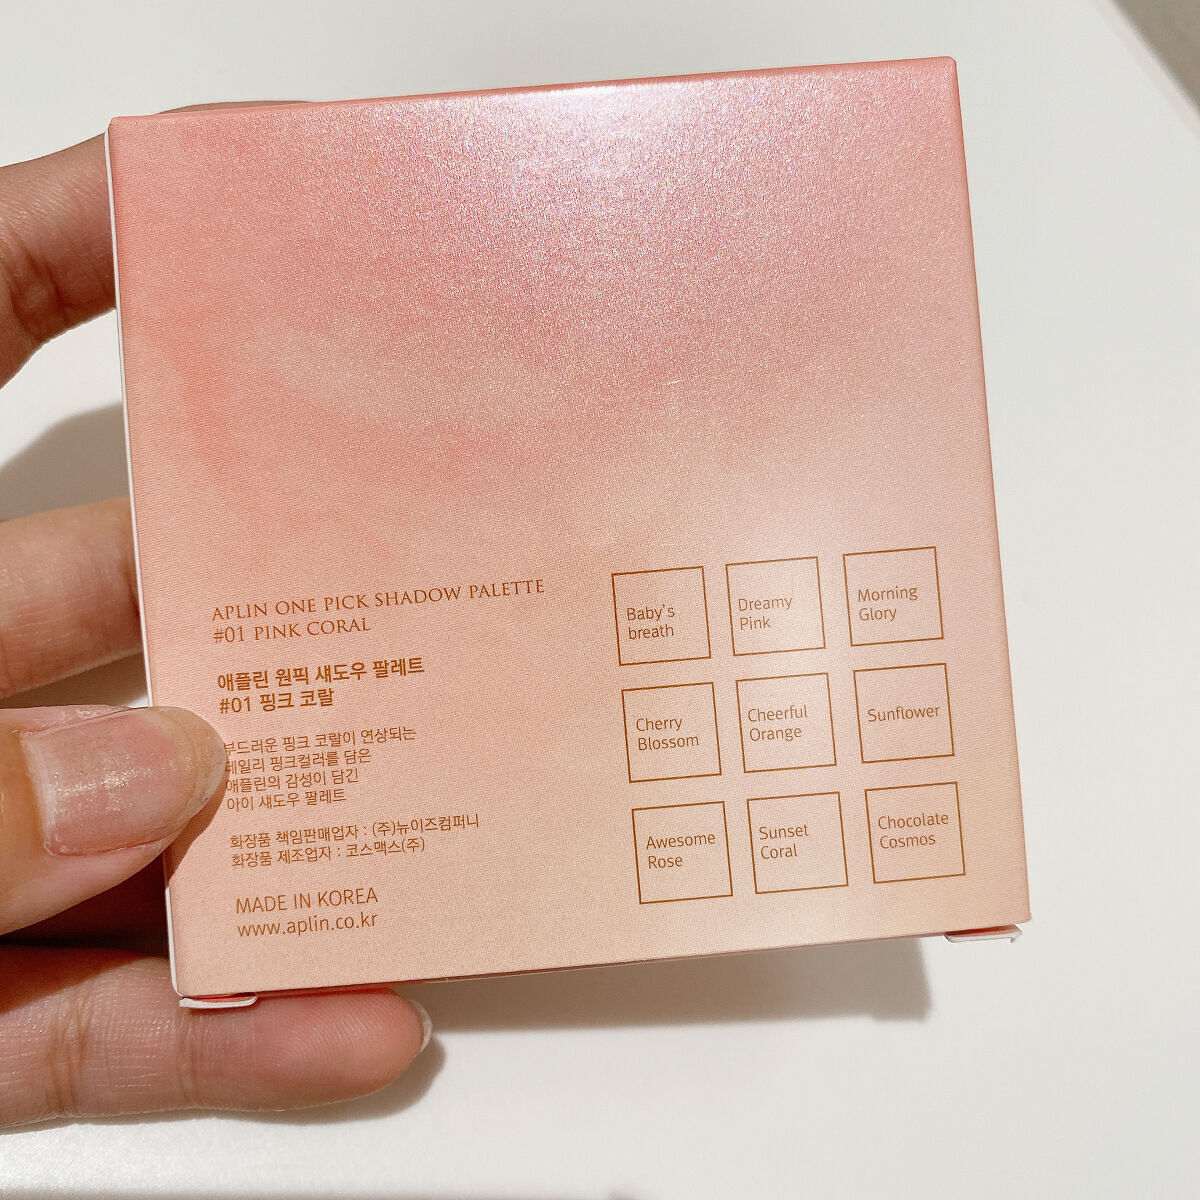 APLIN ONE PICK SHADOW PALETTE
#01 PINK CORAL
애플린 원픽 섀도우 팔레트
#01 핑크 코랄
부드러운 핑크 코랄이 연상되는
데일리 핑크컬러를 담은
애플린의 감성이 담긴
아이 섀도우 팔레트
화장품 책임판매업자 : (주)뉴이즈컴퍼니
화장품 제조업자 : 코스맥스(주)
MADE IN KOREA
www.aplin.co.kr
Baby's
breath
Dreamy
Pink
Morning
Glory
Cherry
Blossom
Cheerful
Orange
Sunflower
Awesome
Rose
Sunset
Coral
Chocolate
Cosmos